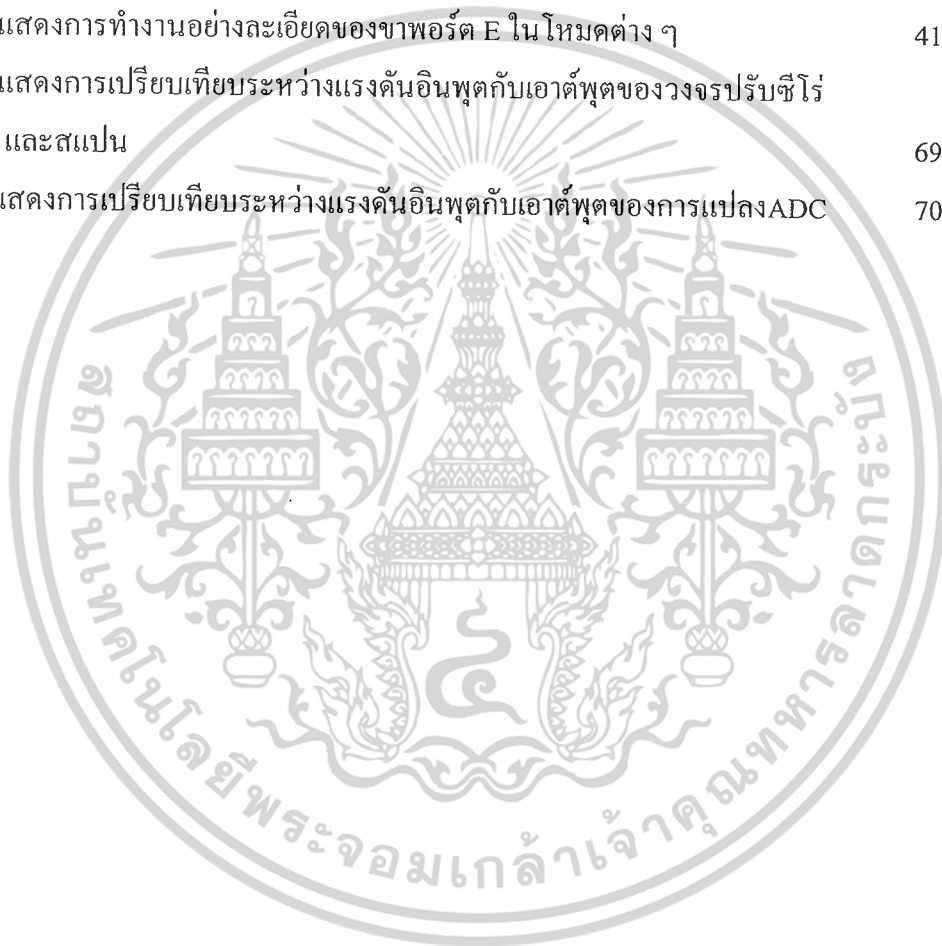 แสดงการทำงานอย่างละเอียดของขาพอร์ต E ในโหมดต่าง ๆ 41
แสดงการเปรียบเทียบระหว่างแรงดันอินพุตกับเอาต์พุตของวงจรปรับซีโร่
และสแปน 69
แสดงการเปรียบเทียบระหว่างแรงดันอินพุตกับเอาต์พุตของการแปลงADC 70
สถาบันเทคโนโลยีพระจอมเกล้าเจ้าคุณทหารลาดกระบัง
๔